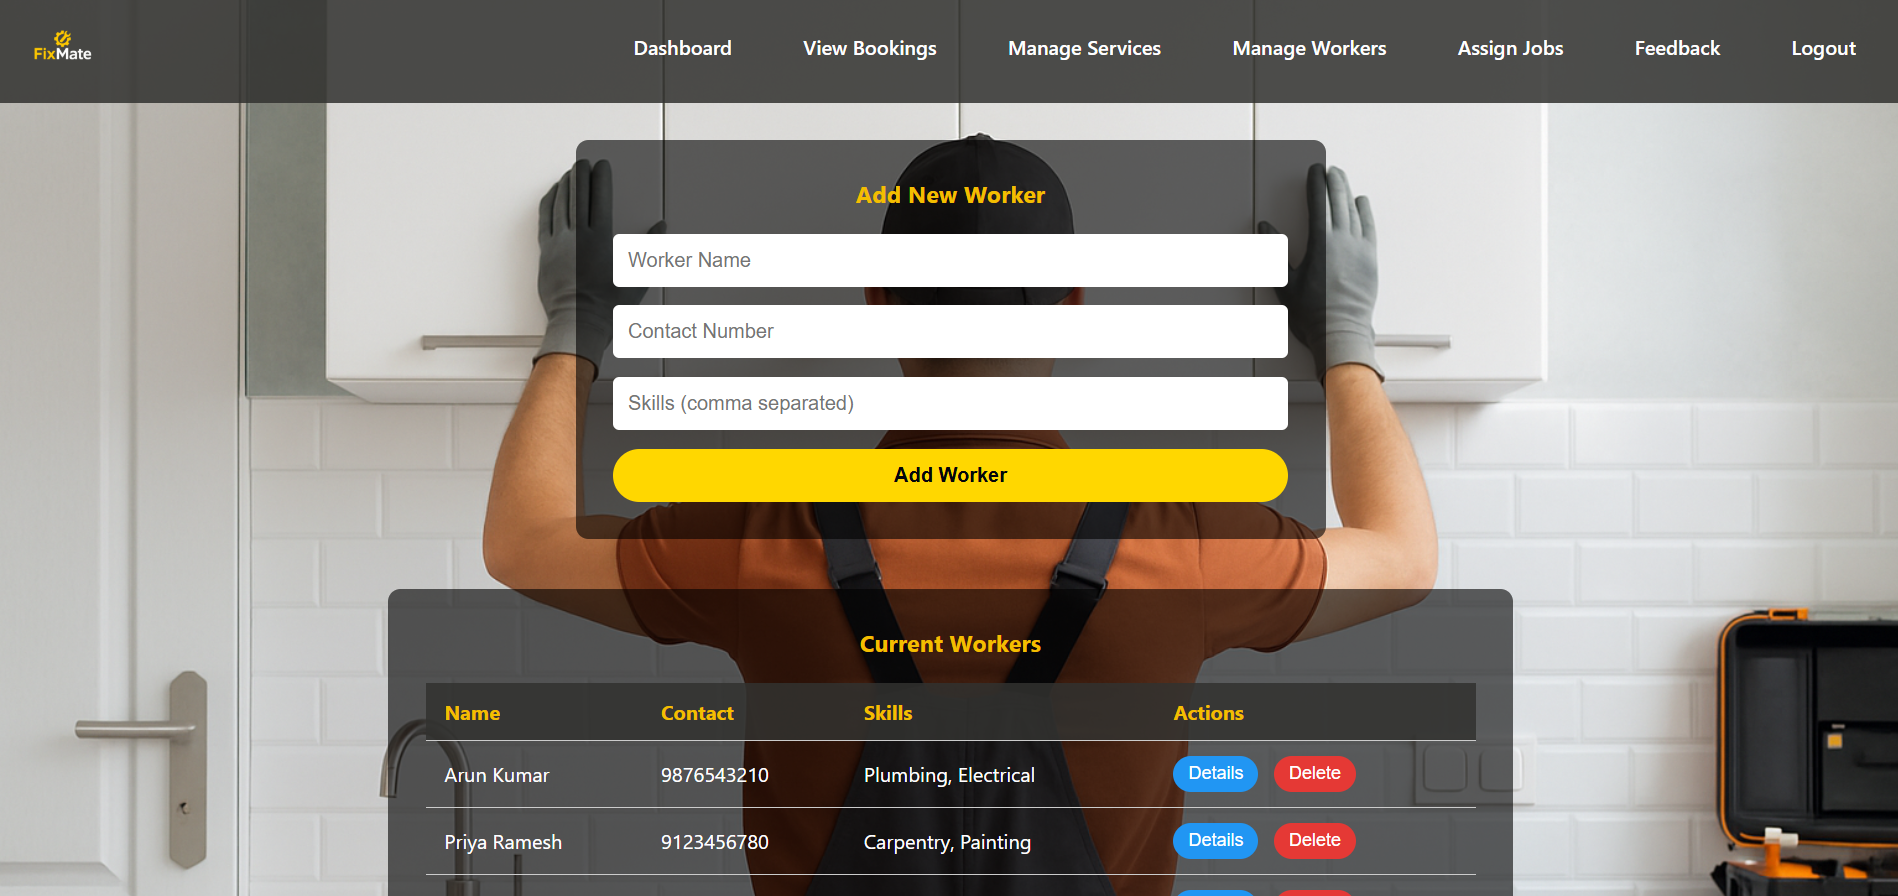 FixMate
Dashboard View Bookings Manage Services Manage Workers Assign Jobs Feedback Logout
Add New Worker
Worker Name
Contact Number
Skills (comma separated)
Add Worker
Current Workers
Name Contact Skills Actions
Arun Kumar 9876543210 Plumbing, Electrical Details Delete
Priya Ramesh 9123456780 Carpentry, Painting Details Delete